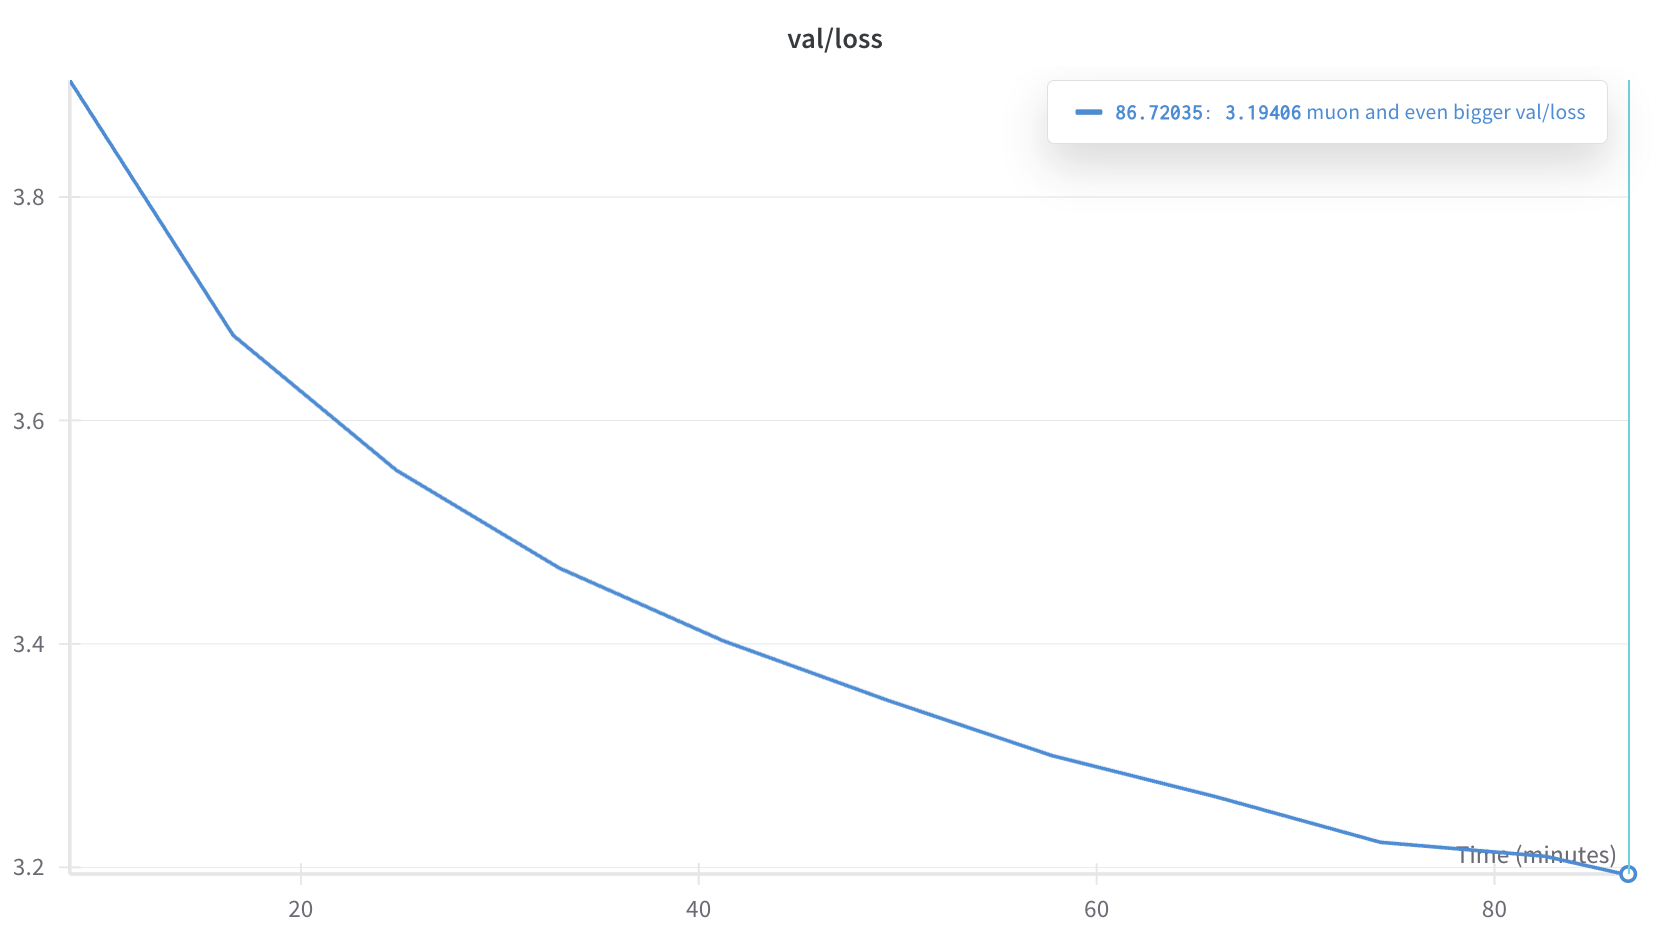 val/loss
86.72035: 3.19406 muon and even bigger val/loss
3.8
3.6
3.4
3.2
Time (minutes)
20 40 60 80